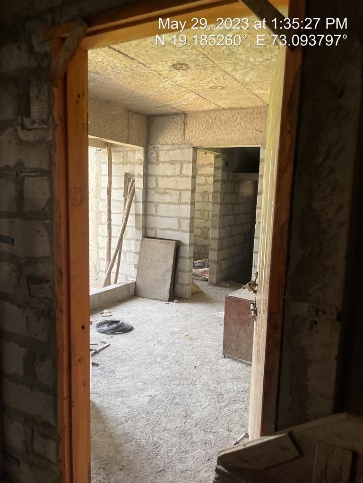 May 29, 2023 at 1:35:27 PM
N 19.185260°, E 73.093797°